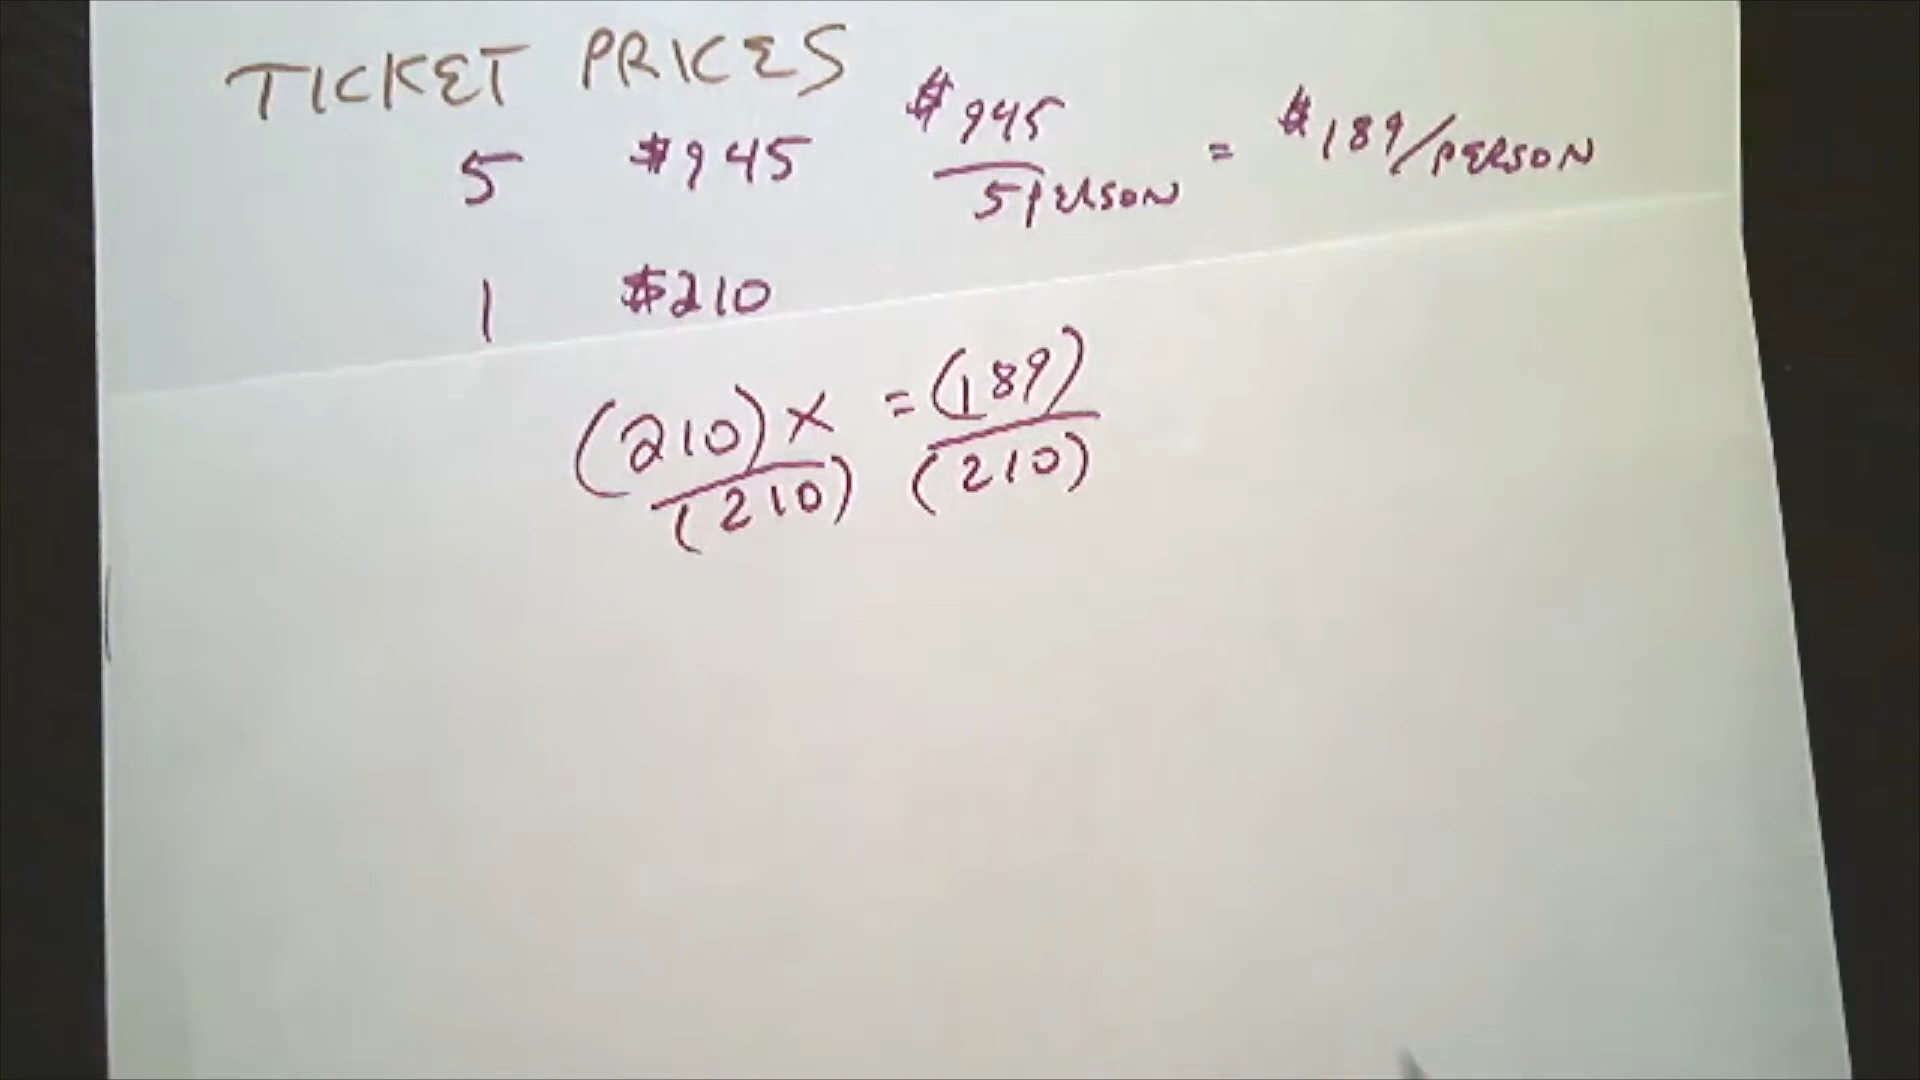 TICKET PRICES
5 $945 $945/5 PERSON = $189/PERSON
1 $210
(210)X/(210) = (189)/(210)